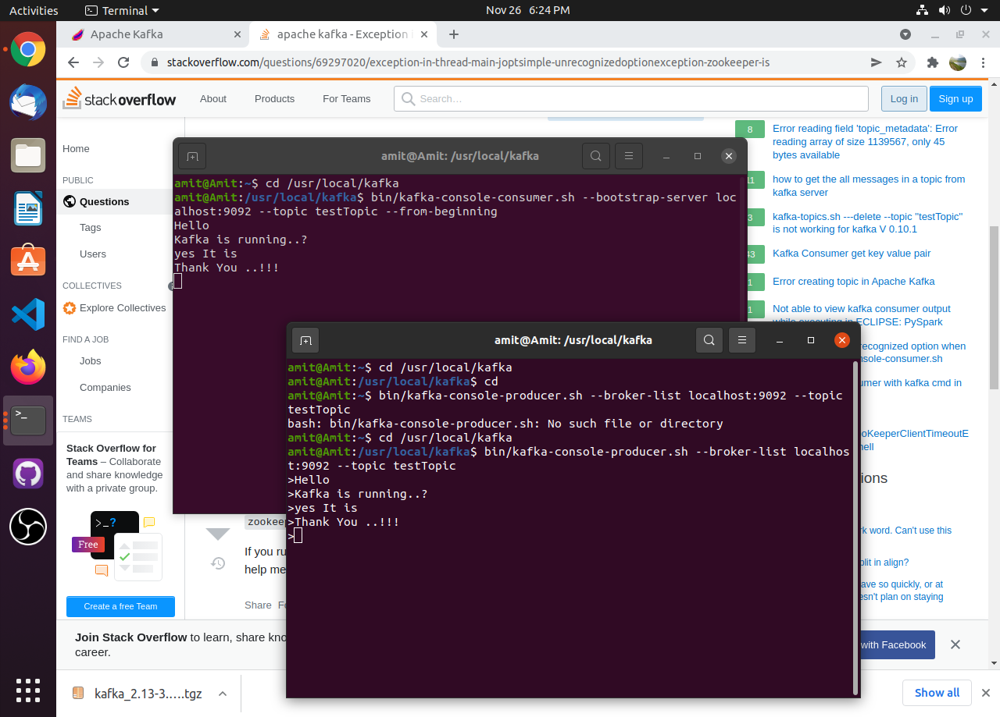 Activities
Terminal
Nov 26 6:24 PM
Apache Kafka
apache kafka - Exception
stackoverflow.com/questions/69297020/exception-in-thread-main-joptsimple-unrecognizedoptionexception-zookeeper-is
stackoverflow
About
Products
For Teams
Search…
Log in
Sign up
Home
PUBLIC
Questions
Tags
Users
COLLECTIVES
Explore Collectives
FIND A JOB
Jobs
Companies
TEAMS
Stack Overflow for
Teams – Collaborate
and share knowledge
with a private group.
>_?
Free
Create a free Team
amit@Amit: /usr/local/kafka
amit@Amit:~$ cd /usr/local/kafka
amit@Amit:/usr/local/kafka$ bin/kafka-console-consumer.sh --bootstrap-server loc
alhost:9092 --topic testTopic --from-beginning
Hello
Kafka is running..?
yes It is
Thank You ..!!!
amit@Amit: /usr/local/kafka
amit@Amit:~$ cd /usr/local/kafka
amit@Amit:/usr/local/kafka$ cd
amit@Amit:~$ bin/kafka-console-producer.sh --broker-list localhost:9092 --topic
testTopic
bash: bin/kafka-console-producer.sh: No such file or directory
amit@Amit:~$ cd /usr/local/kafka
amit@Amit:/usr/local/kafka$ bin/kafka-console-producer.sh --broker-list localhos
t:9092 --topic testTopic
>Hello
>Kafka is running..?
>yes It is
>Thank You ..!!!
>
8
Error reading field 'topic_metadata': Error
reading array of size 1139567, only 45
bytes available
11
how to get the all messages in a topic from
kafka server
3
kafka-topics.sh ---delete --topic "testTopic"
is not working for kafka V 0.10.1
43
Kafka Consumer get key value pair
1
Error creating topic in Apache Kafka
1
Not able to view kafka consumer output
while executing in ECLIPSE: PySpark
recognized option when
nsole-consumer.sh
umer with kafka cmd in
ooKeeperClientTimeoutE
hell
ions
rk word. Can't use this
plit in align?
ave so quickly, or at
esn't plan on staying
zookeep
If you ru
help me
Share
Join Stack Overflow to learn, share kno
career.
with Facebook
kafka_2.13-3.….tgz
Show all